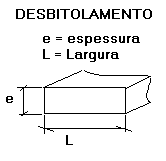 DESBITOLAMENTO
e = espessura
L = Largura
e
L